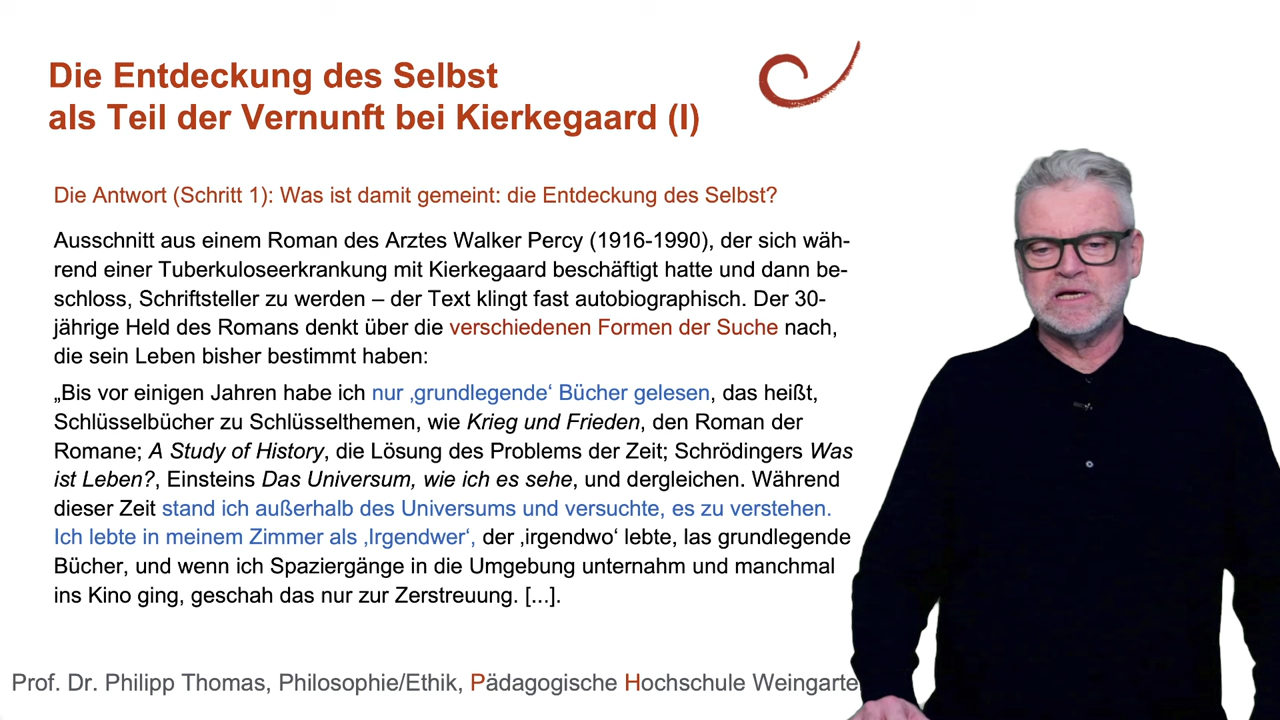 Die Entdeckung des Selbst
als Teil der Vernunft bei Kierkegaard (I)
Die Antwort (Schritt 1): Was ist damit gemeint: die Entdeckung des Selbst?
Ausschnitt aus einem Roman des Arztes Walker Percy (1916-1990), der sich wäh-
rend einer Tuberkuloseerkrankung mit Kierkegaard beschäftigt hatte und dann be-
schloss, Schriftsteller zu werden – der Text klingt fast autobiographisch. Der 30-
jährige Held des Romans denkt über die verschiedenen Formen der Suche nach,
die sein Leben bisher bestimmt haben:
„Bis vor einigen Jahren habe ich nur ‚grundlegende‘ Bücher gelesen, das heißt,
Schlüsselbücher zu Schlüsselthemen, wie Krieg und Frieden, den Roman der
Romane; A Study of History, die Lösung des Problems der Zeit; Schrödingers Was
ist Leben?, Einsteins Das Universum, wie ich es sehe, und dergleichen. Während
dieser Zeit stand ich außerhalb des Universums und versuchte, es zu verstehen.
Ich lebte in meinem Zimmer als ‚Irgendwer‘, der ‚irgendwo‘ lebte, las grundlegende
Bücher, und wenn ich Spaziergänge in die Umgebung unternahm und manchmal
ins Kino ging, geschah das nur zur Zerstreuung. [...].
Prof. Dr. Philipp Thomas, Philosophie/Ethik, Pädagogische Hochschule Weingarte